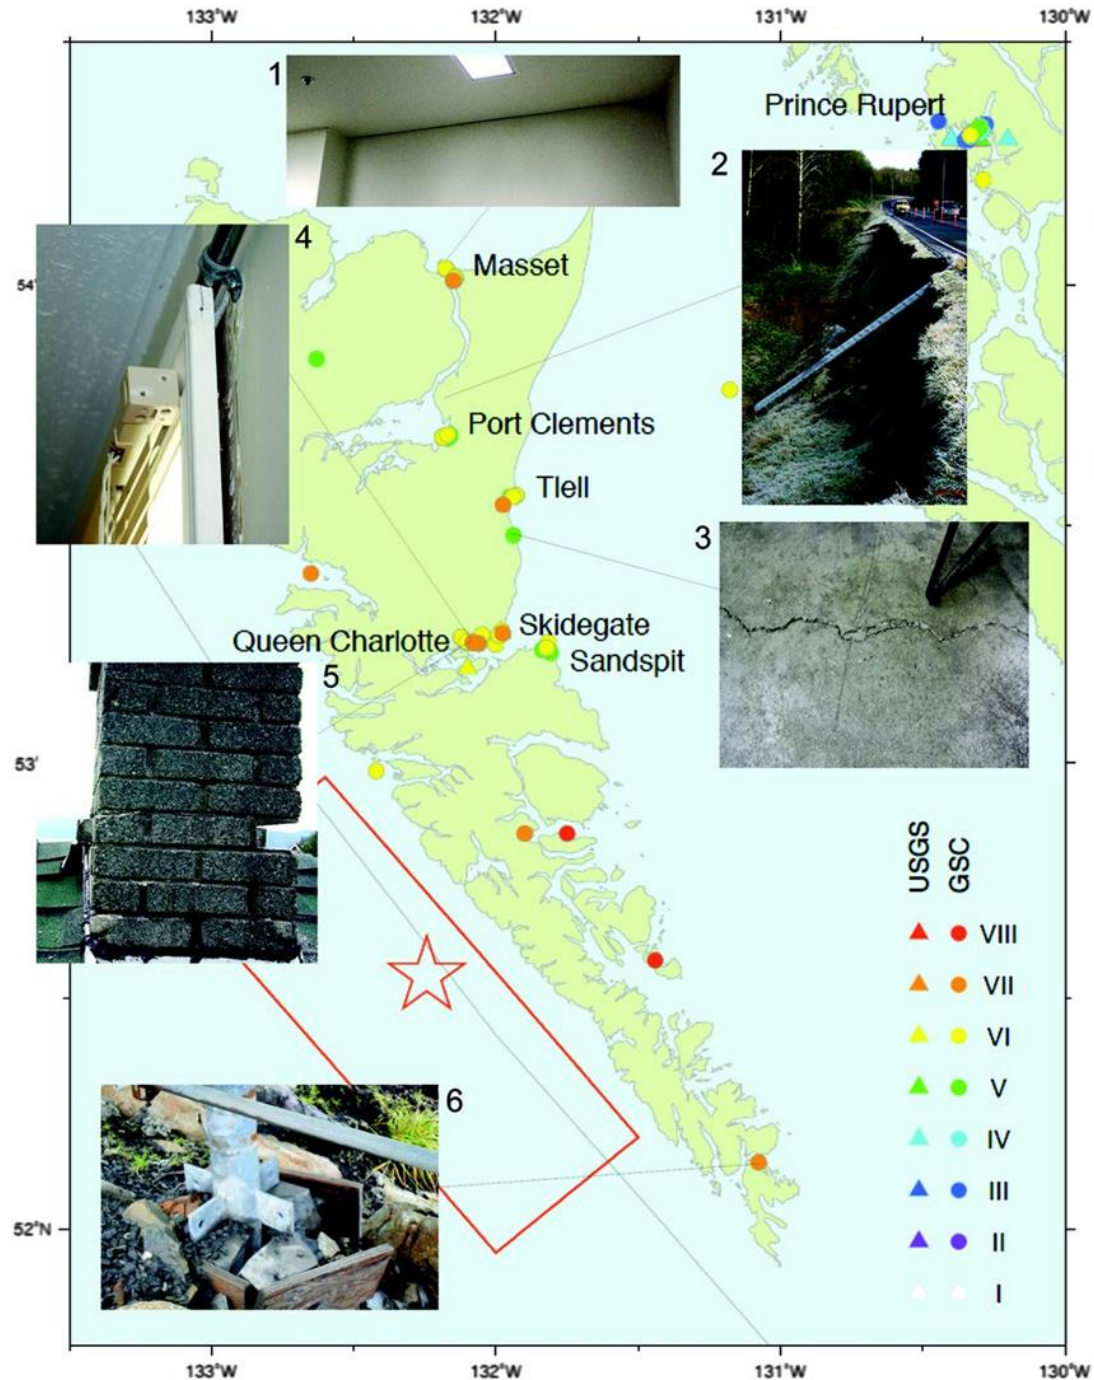 133°W 132°W 131°W 130°W
1
Prince Rupert
2
4
Masset
54°
Port Clements
Tlell
3
Skidegate
Queen Charlotte
Sandspit
5
53°
USGS GSC
VIII
VII
VI
V
IV
III
II
I
6
52°N
133°W 132°W 131°W 130°W